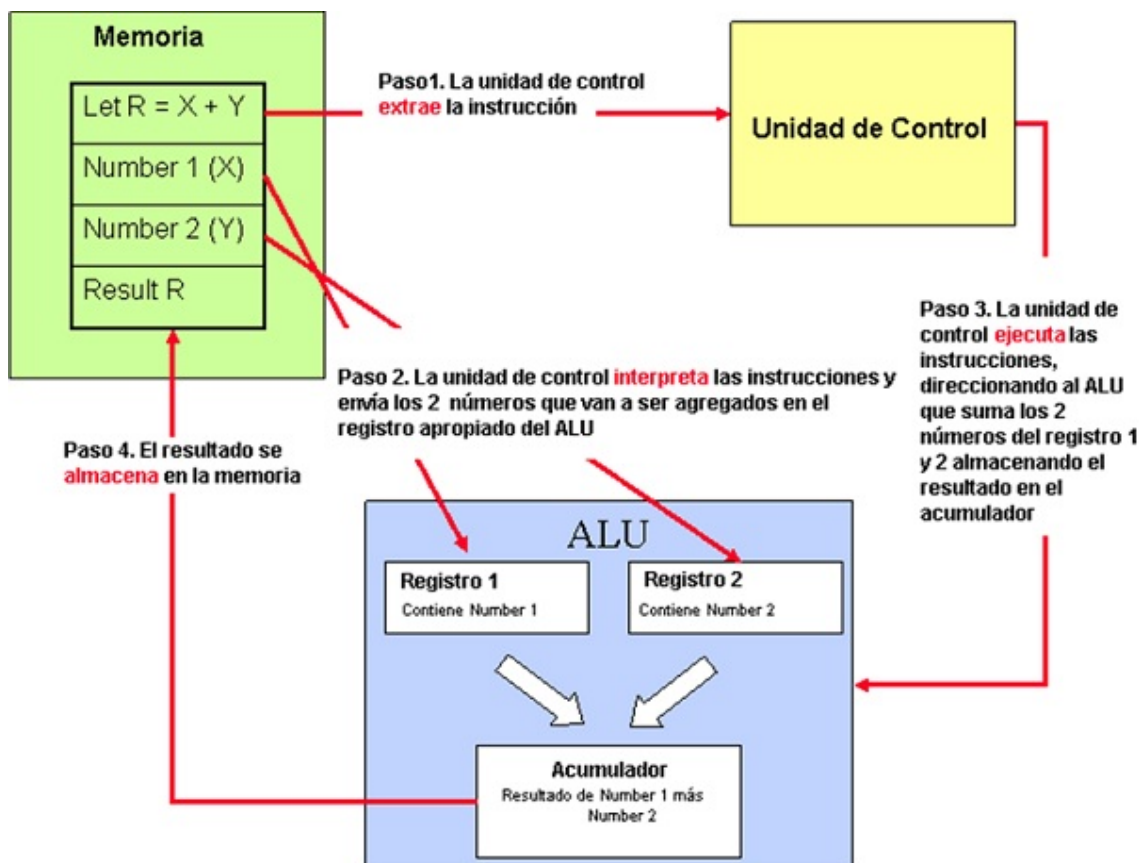 Memoria
Let R = X + Y
Number 1 (X)
Number 2 (Y)
Result R
Paso1. La unidad de control
extrae la instrucción
Unidad de Control
Paso 2. La unidad de control interpreta las instrucciones y
envía los 2 números que van a ser agregados en el
registro apropiado del ALU
Paso 3. La unidad de
control ejecuta las
instrucciones,
direccionando al ALU
que suma los 2
números del registro 1
y 2 almacenando el
resultado en el
acumulador
Paso 4. El resultado se
almacena en la memoria
ALU
Registro 1
Contiene Number 1
Registro 2
Contiene Number 2
Acumulador
Resultado de Number 1 más
Number 2